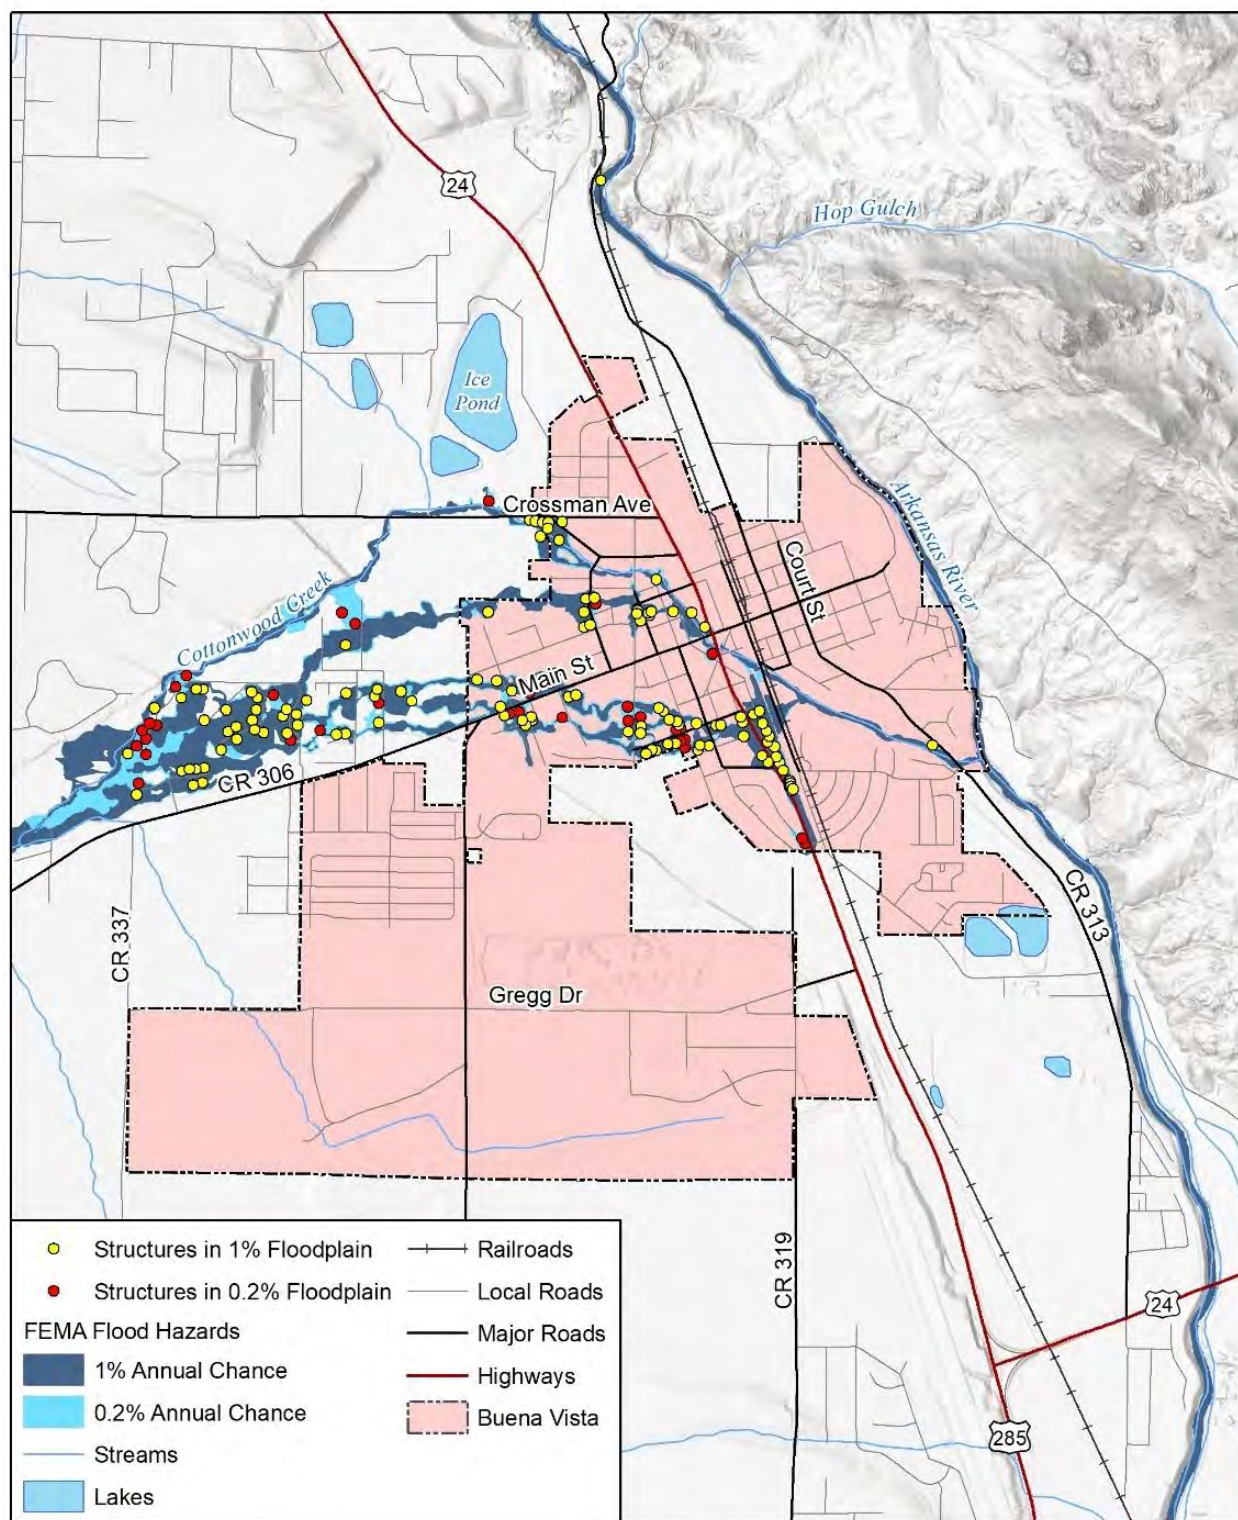 24
Hop Gulch
Ice
Pond
Crossman Ave
Arkansas River
Court St
Cottonwood Creek
Main St
CR 306
CR 337
CR 313
Gregg Dr
CR 319
24
285
Structures in 1% Floodplain
Structures in 0.2% Floodplain
FEMA Flood Hazards
1% Annual Chance
0.2% Annual Chance
Streams
Lakes
Railroads
Local Roads
Major Roads
Highways
Buena Vista